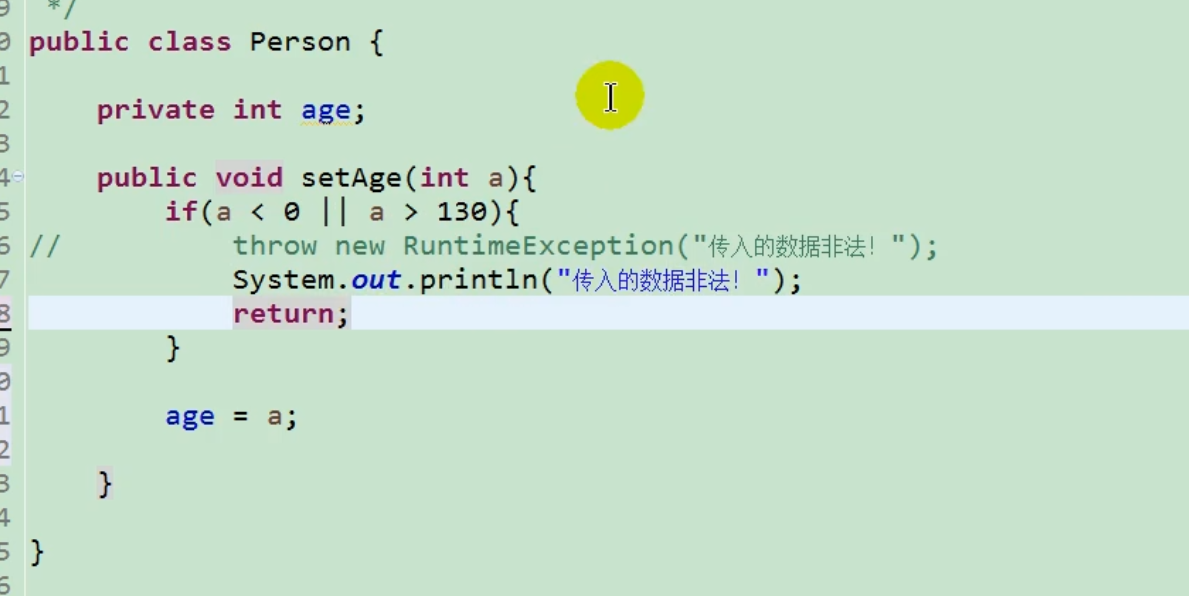 9 */
0 public class Person {
1
2 private int age;
3
4 public void setAge(int a){
5 if(a < 0 || a > 130){
6 // throw new RuntimeException("传入的数据非法！");
7 System.out.println("传入的数据非法！");
8 return;
9 }
0
1 age = a;
2
3 }
4
5 }
6